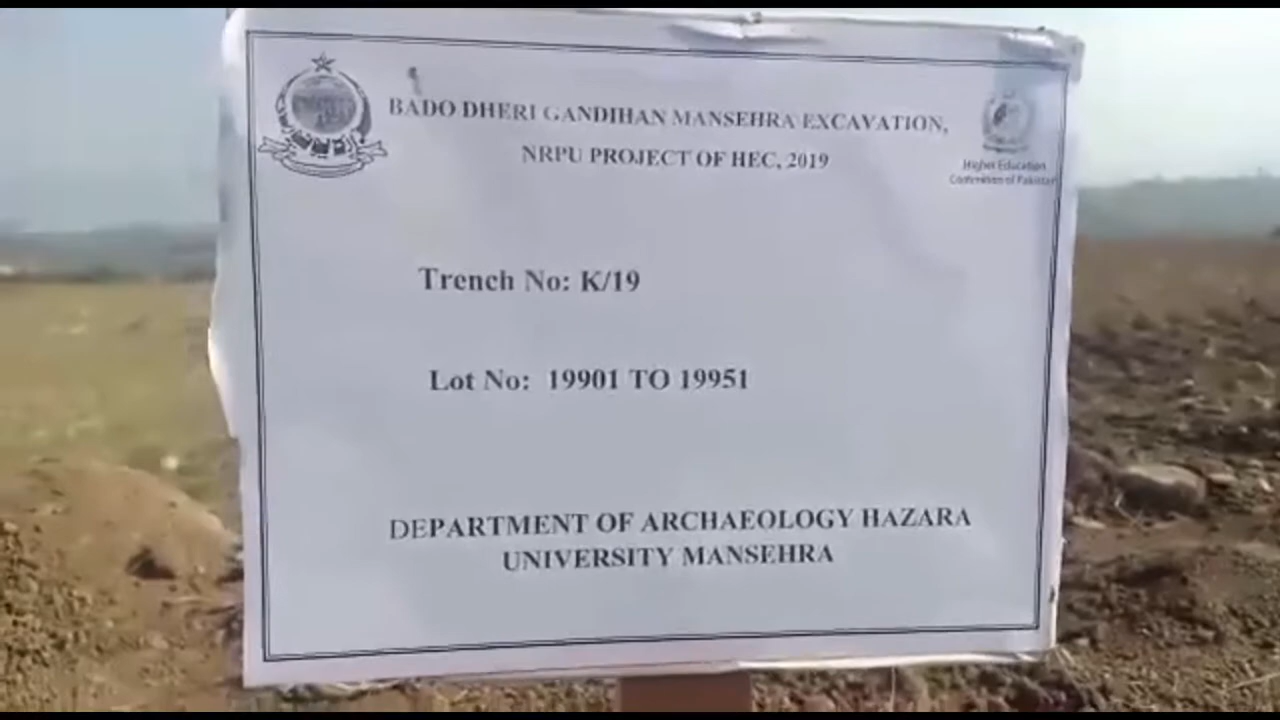 BADO DHERI GANDIHAN MANSEHRA EXCAVATION,
NRPU PROJECT OF HEC, 2019
Higher Education
Commission of Pakistan
Trench No: K/19
Lot No: 19901 TO 19951
DEPARTMENT OF ARCHAEOLOGY HAZARA
UNIVERSITY MANSEHRA